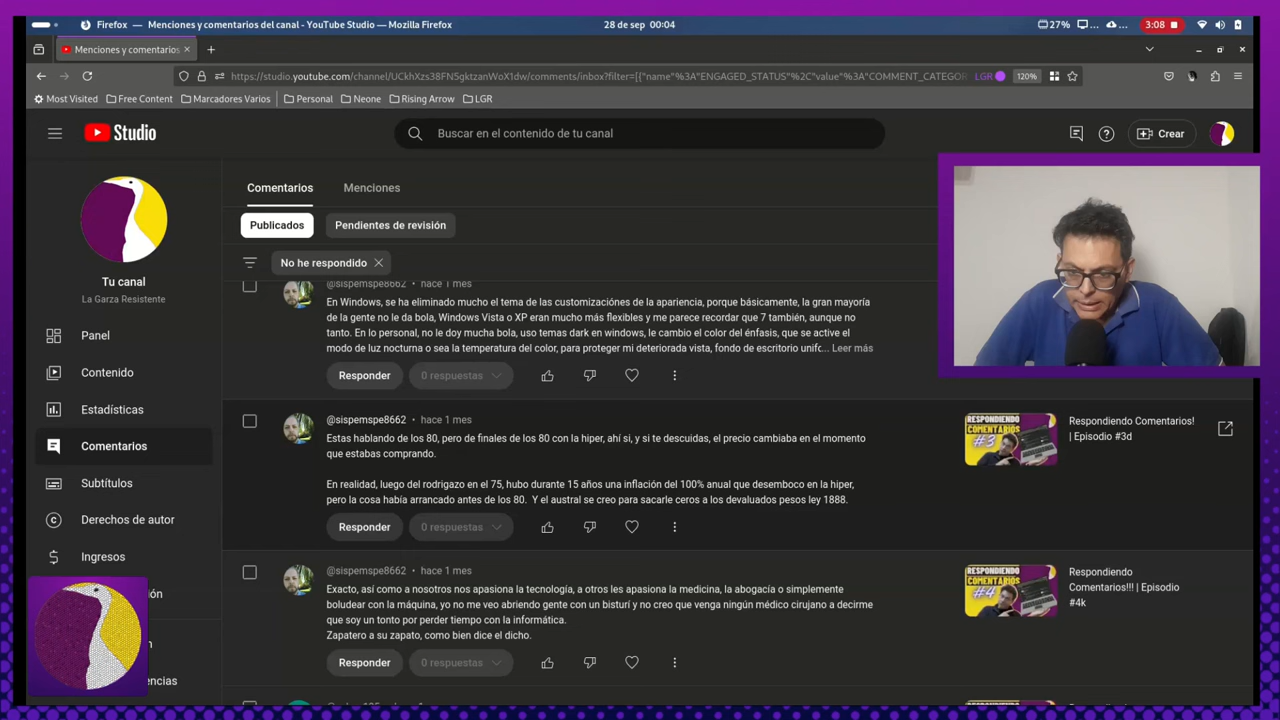 Firefox — Menciones y comentarios del canal - YouTube Studio — Mozilla Firefox
28 de sep 00:04
27%
3:08
Menciones y comentarios
https://studio.youtube.com/channel/UCkhXzs38FN5gktzanWoX1dw/comments/inbox?filter=[{"name"%3A"ENGAGED_STATUS"%2C"value"%3A"COMMENT_CATEGOR
LGR
120%
Most Visited
Free Content
Marcadores Varios
Personal
Neone
Rising Arrow
LGR
Studio
Buscar en el contenido de tu canal
Crear
Tu canal
La Garza Resistente
Panel
Contenido
Estadísticas
Comentarios
Subtítulos
Derechos de autor
Ingresos
Comentarios
Menciones
Publicados
Pendientes de revisión
No he respondido
@sispemspe8662 • hace 1 mes
En Windows, se ha eliminado mucho el tema de las customizaciónes de la apariencia, porque básicamente, la gran mayoría
de la gente no le da bola, Windows Vista o XP eran mucho más flexibles y me parece recordar que 7 también, aunque no
tanto. En lo personal, no le doy mucha bola, uso temas dark en windows, le cambio el color del énfasis, que se active el
modo de luz nocturna o sea la temperatura del color, para proteger mi deteriorada vista, fondo de escritorio unifc... Leer más
Responder
0 respuestas
@sispemspe8662 • hace 1 mes
Estas hablando de los 80, pero de finales de los 80 con la hiper, ahí si, y si te descuidas, el precio cambiaba en el momento
que estabas comprando.
En realidad, luego del rodrigazo en el 75, hubo durante 15 años una inflación del 100% anual que desemboco en la hiper,
pero la cosa había arrancado antes de los 80.  Y el austral se creo para sacarle ceros a los devaluados pesos ley 1888.
Responder
0 respuestas
RESPONDIENDO
COMENTARIOS
#3
Respondiendo Comentarios!
| Episodio #3d
@sispemspe8662 • hace 1 mes
Exacto, así como a nosotros nos apasiona la tecnología, a otros les apasiona la medicina, la abogacía o simplemente
boludear con la máquina, yo no me veo abriendo gente con un bisturí y no creo que venga ningún médico cirujano a decirme
que soy un tonto por perder tiempo con la informática.
Zapatero a su zapato, como bien dice el dicho.
Responder
0 respuestas
RESPONDIENDO
COMENTARIOS
#4
Respondiendo
Comentarios!!! | Episodio
#4k